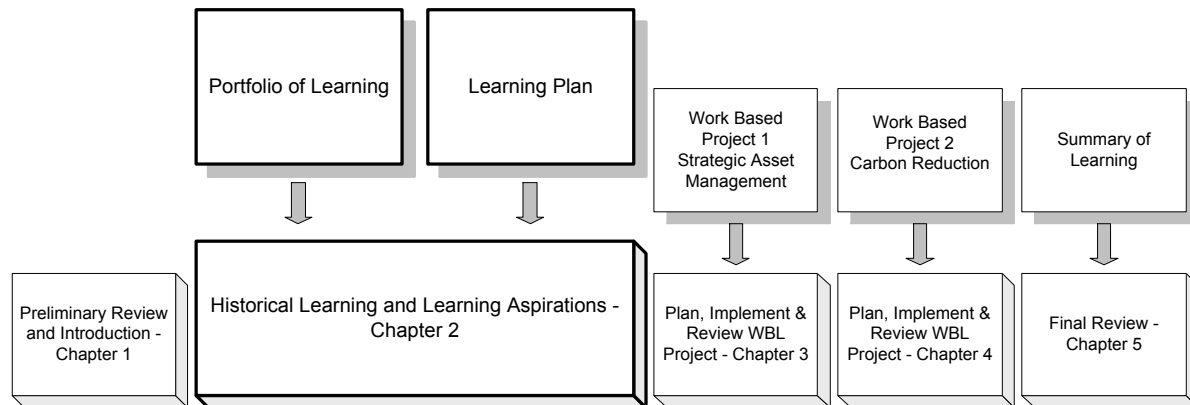 Portfolio of Learning
Learning Plan
Work Based
Project 1
Strategic Asset
Management
Work Based
Project 2
Carbon Reduction
Summary of
Learning
Preliminary Review
and Introduction -
Chapter 1
Historical Learning and Learning Aspirations -
Chapter 2
Plan, Implement &
Review WBL
Project - Chapter 3
Plan, Implement &
Review WBL
Project - Chapter 4
Final Review -
Chapter 5